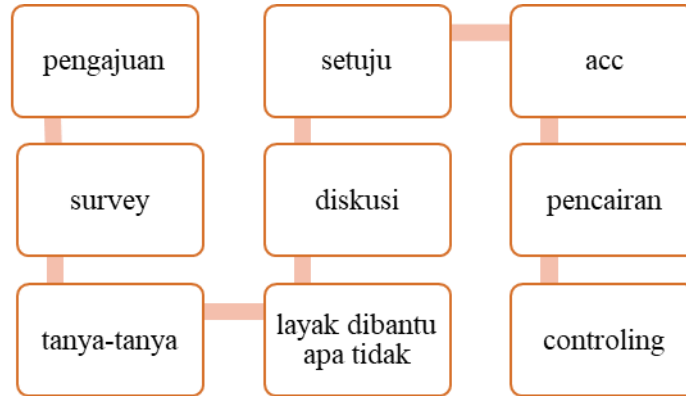 pengajuan
survey
tanya-tanya
layak dibantu
apa tidak
diskusi
setuju
acc
pencairan
controling